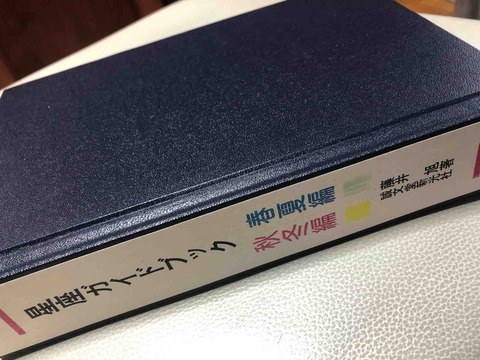 星座ガイドブック
春夏編
秋冬編
藤井 旭著
誠文堂新光社